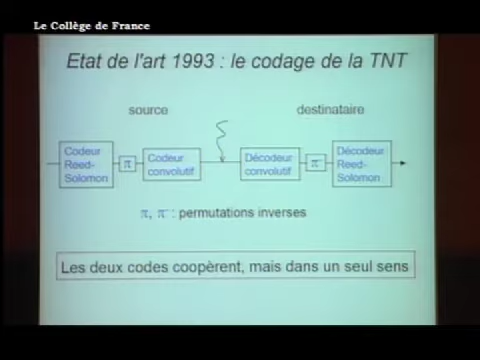 Le Collège de France
Etat de l'art 1993 : le codage de la TNT
source
destinataire
Codeur
Reed-
Solomon
π
Codeur
convolutif
Décodeur
convolutif
π⁻
Décodeur
Reed-
Solomon
π, π⁻ : permutations inverses
Les deux codes coopèrent, mais dans un seul sens